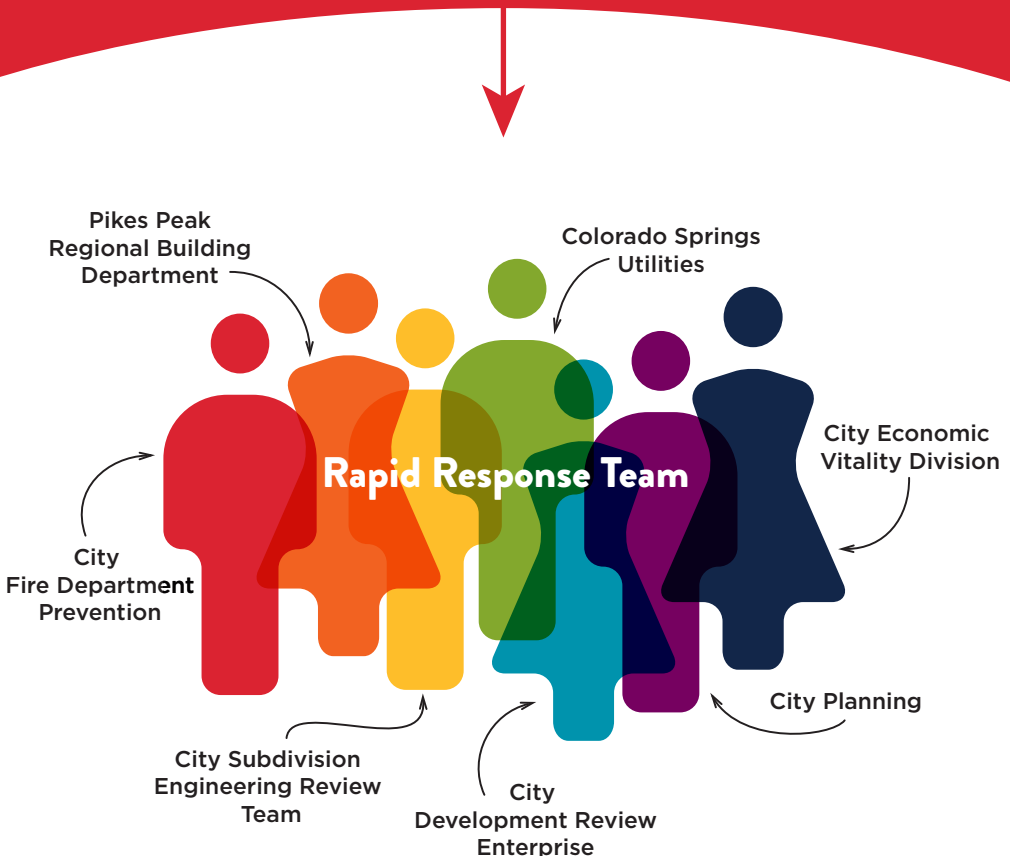 Pikes Peak
Regional Building
Department
Colorado Springs
Utilities
City Economic
Vitality Division
Rapid Response Team
City
Fire Department
Prevention
City Planning
City Subdivision
Engineering Review
Team
City
Development Review
Enterprise